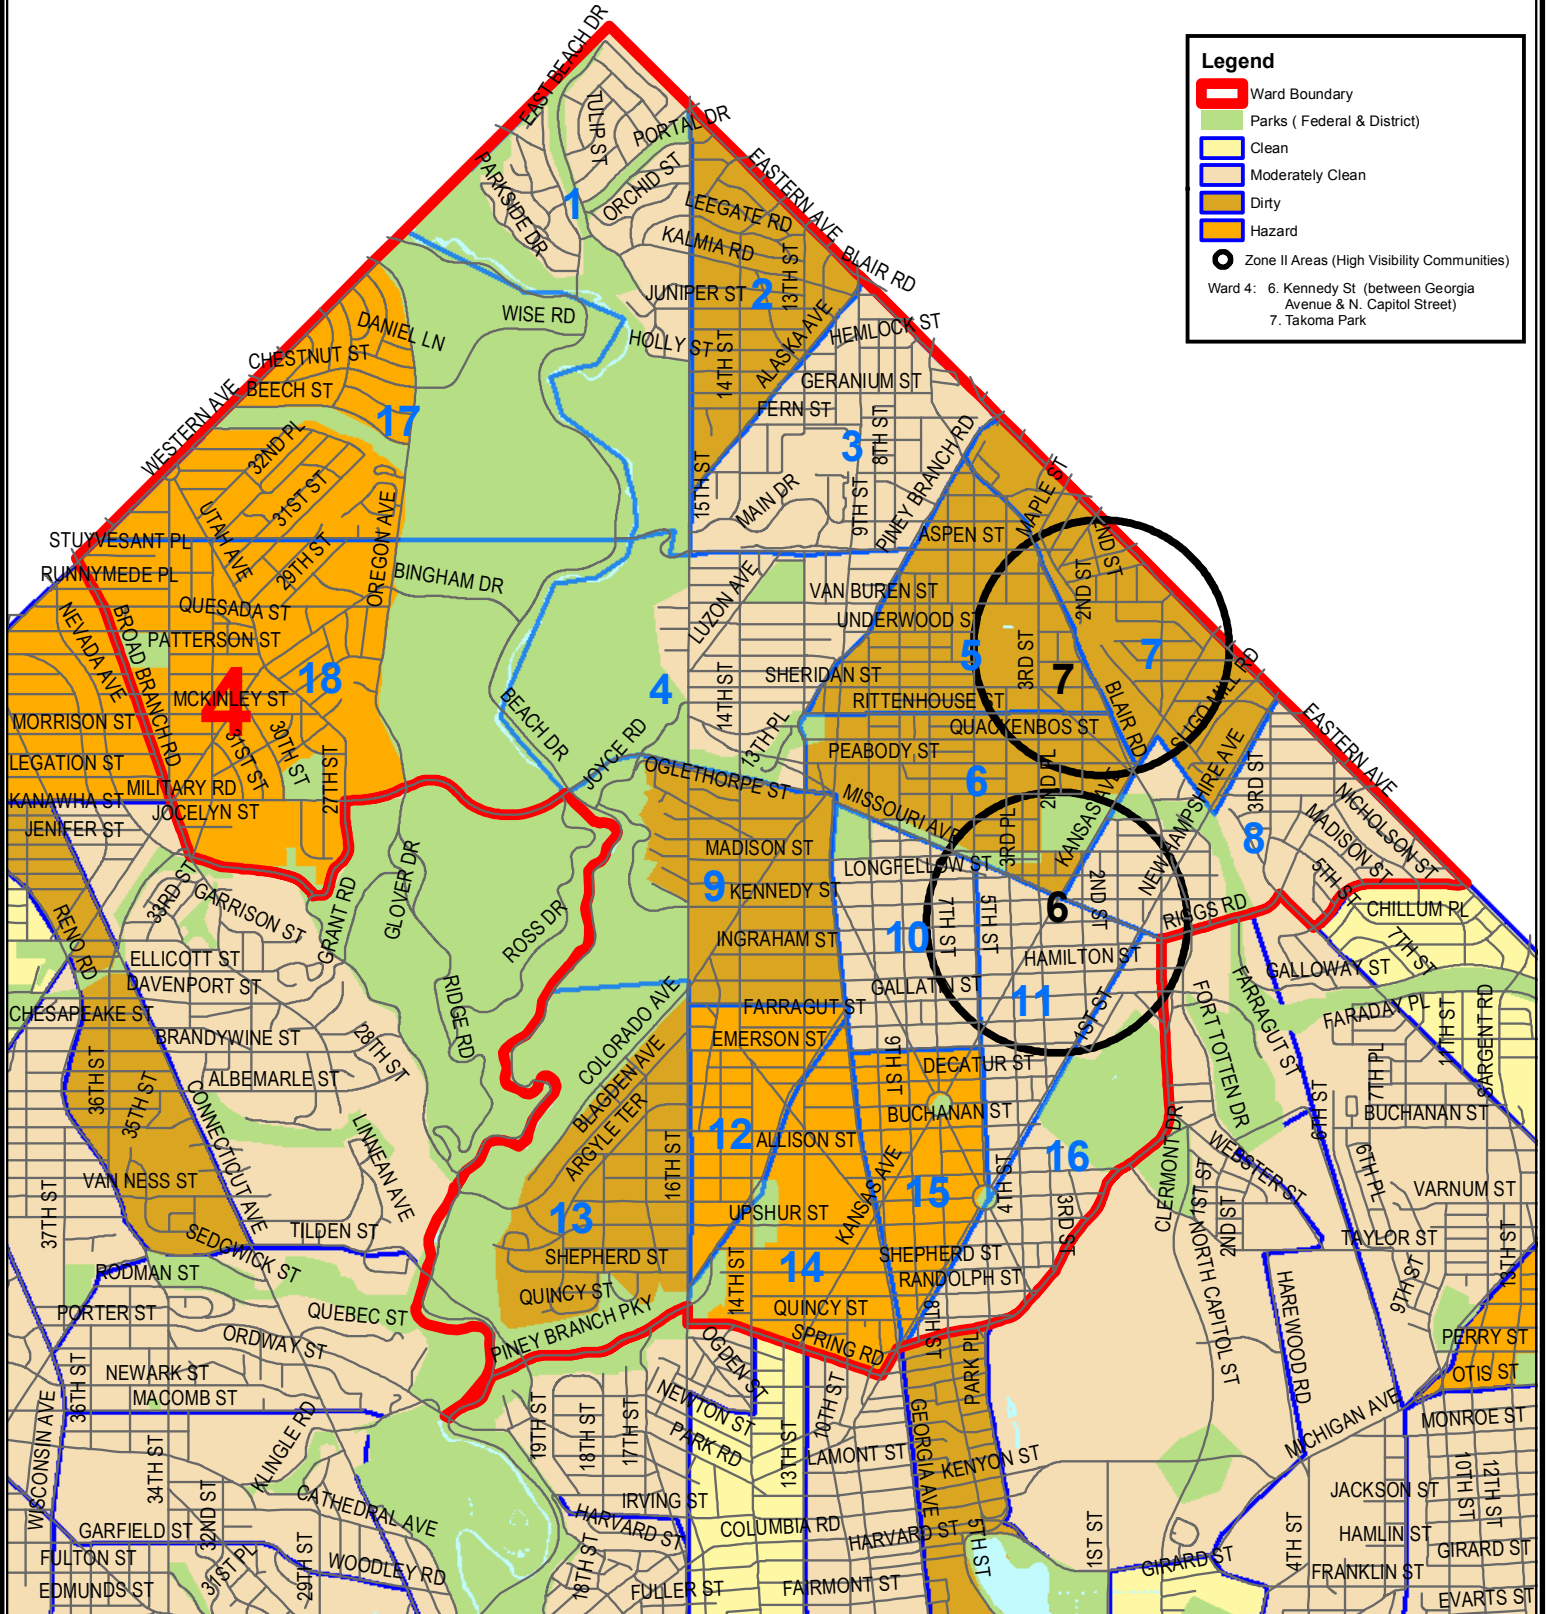 Legend
Ward Boundary
Parks ( Federal & District)
Clean
Moderately Clean
Dirty
Hazard
Zone II Areas (High Visibility Communities)
Ward 4: 6. Kennedy St (between Georgia
Avenue & N. Capitol Street)
7. Takoma Park
EAST BEACH DR
TULIP ST
PORTAL DR
PARKSIDE DR
1
ORCHID ST
EASTERN AVE
LEEGATE RD
KALMIA RD
13TH ST
BLAIR RD
JUNIPER ST
2
WISE RD
DANIEL LN
HOLLY ST
14TH ST
ALASKA AVE
HEMLOCK ST
CHESTNUT ST
BEECH ST
GERANIUM ST
FERN ST
WESTERN AVE
17
32ND PL
3
8TH ST
PINEY BRANCH RD
15TH ST
MAIN DR
9TH ST
31ST ST
UTAH AVE
MAPLE ST
2ND ST
ASPEN ST
STUYVESANT PL
29TH ST
OREGON AVE
RUNNYMEDE PL
BINGHAM DR
LUZON AVE
VAN BUREN ST
2ND ST
QUESADA ST
UNDERWOOD ST
NEVADA AVE
BROAD BRANCH RD
PATTERSON ST
18
5
3RD ST
7
7
SHERIDAN ST
MCKINLEY ST
4
4
14TH ST
RITTENHOUSE ST
BLAIR RD
SLIGO MILL RD
MORRISON ST
BEACH DR
13TH PL
QUACKENBOS ST
EASTERN AVE
31ST ST
30TH ST
JOYCE RD
PEABODY ST
LEGATION ST
27TH ST
OGLETHORPE ST
6
2ND PL
NEW HAMPSHIRE AVE
3RD ST
MILITARY RD
KANAWHA ST
JOCELYN ST
MISSOURI AVE
KANSAS AVE
NICHOLSON ST
JENIFER ST
MADISON ST
3RD PL
8
MADISON ST
LONGFELLOW ST
33RD ST
GARRISON ST
GLOVER DR
9
KENNEDY ST
2ND ST
5TH ST
RENO RD
GRANT RD
ROSS DR
6
RIGGS RD
CHILLUM PL
INGRAHAM ST
10
7TH ST
5TH ST
7TH ST
ELLICOTT ST
HAMILTON ST
GALLOWAY ST
DAVENPORT ST
GALLATIN ST
11
1ST ST
CHESAPEAKE ST
RIDGE RD
COLORADO AVE
FARRAGUT ST
FORT TOTTEN DR
FARRAGUT ST
FARADAY PL
11TH ST
SARGENT RD
BRANDYWINE ST
28TH ST
EMERSON ST
9TH ST
DECATUR ST
36TH ST
35TH ST
ALBEMARLE ST
BLAGDEN AVE
7TH PL
CONNECTICUT AVE
LINNEAN AVE
ARGYLE TER
BUCHANAN ST
BUCHANAN ST
9TH ST
12
ALLISON ST
CLERMONT DR
WEBSTER ST
6TH PL
VAN NESS ST
16TH ST
KANSAS AVE
15
16
4TH ST
1ST ST
VARNUM ST
37TH ST
13
UPSHUR ST
3RD ST
2ND ST
TILDEN ST
TAYLOR ST
SEDGWICK ST
SHEPHERD ST
SHEPHERD ST
13TH ST
RODMAN ST
14
RANDOLPH ST
NORTH CAPITOL ST
HAREWOOD RD
9TH ST
QUINCY ST
14TH ST
PORTER ST
QUEBEC ST
QUINCY ST
8TH ST
ORDWAY ST
PINEY BRANCH PKY
SPRING RD
PERRY ST
36TH ST
NEWARK ST
OGDEN ST
PARK PL
OTIS ST
MACOMB ST
NEWTON ST
10TH ST
WISCONSIN AVE
KLINGLE RD
19TH ST
18TH ST
17TH ST
PARK RD
13TH ST
GEORGIA AVE
MICHIGAN AVE
MONROE ST
34TH ST
LAMONT ST
KENYON ST
32ND ST
CATHEDRAL AVE
IRVING ST
JACKSON ST
10TH ST
12TH ST
GARFIELD ST
HARVARD ST
COLUMBIA RD
HARVARD ST
1ST ST
4TH ST
HAMLIN ST
FULTON ST
31ST PL
29TH ST
WOODLEY RD
18TH ST
5TH ST
GIRARD ST
GIRARD ST
EDMUNDS ST
FULLER ST
FAIRMONT ST
FRANKLIN ST
EVARTS ST